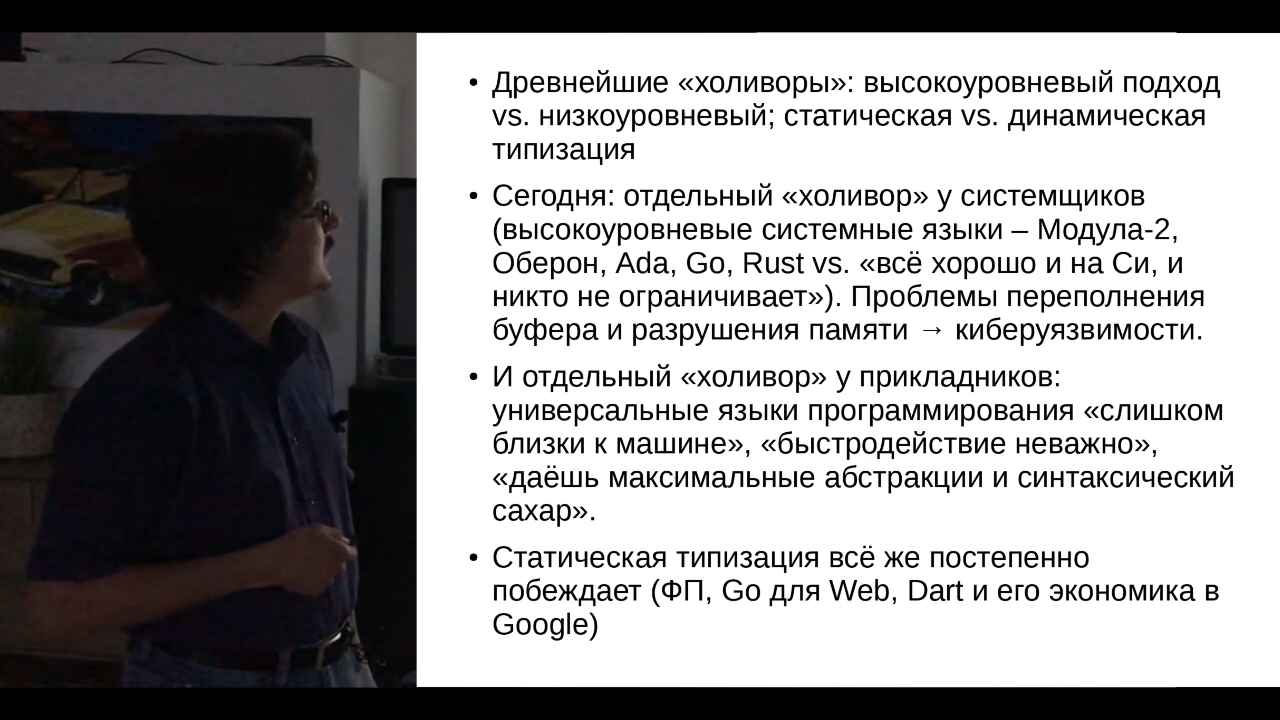 • Древнейшие «холиворы»: высокоуровневый подход
vs. низкоуровневый; статическая vs. динамическая
типизация
• Сегодня: отдельный «холивор» у системщиков
(высокоуровневые системные языки – Модула-2,
Оберон, Ada, Go, Rust vs. «всё хорошо и на Си, и
никто не ограничивает»). Проблемы переполнения
буфера и разрушения памяти → киберуязвимости.
• И отдельный «холивор» у прикладников:
универсальные языки программирования «слишком
близки к машине», «быстродействие неважно»,
«даёшь максимальные абстракции и синтаксический
сахар».
• Статическая типизация всё же постепенно
побеждает (ФП, Go для Web, Dart и его экономика в
Google)